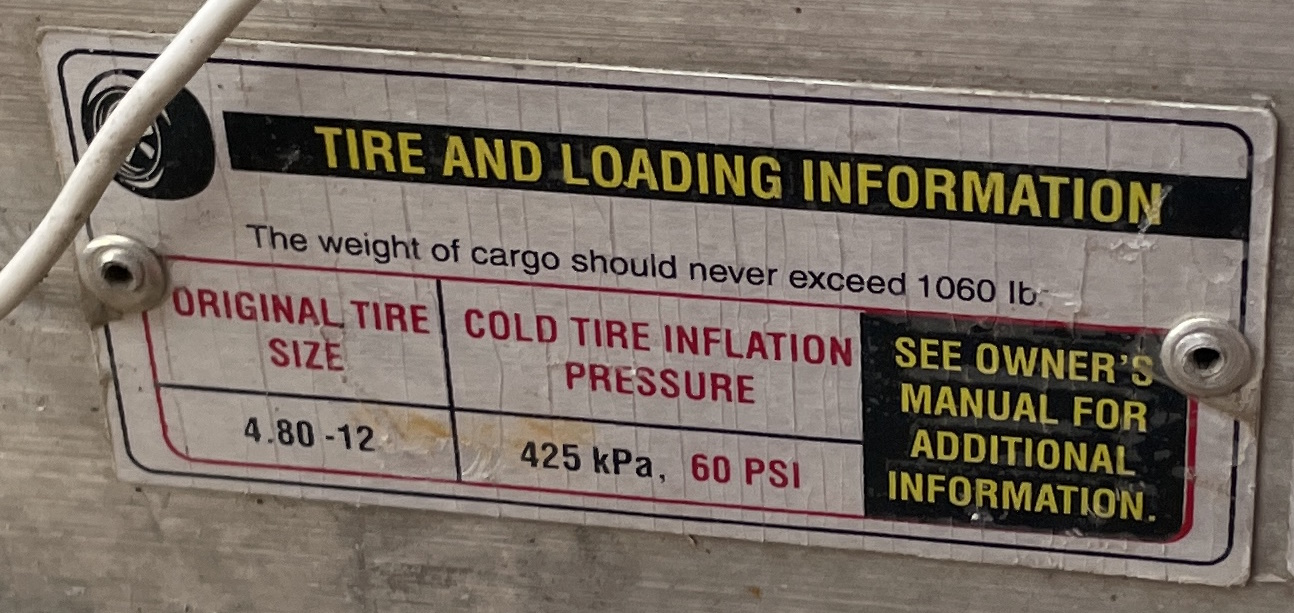 TIRE AND LOADING INFORMATION
The weight of cargo should never exceed 1060 lb.
ORIGINAL TIRE
SIZE
COLD TIRE INFLATION
PRESSURE
4.80 -12
425 kPa, 60 PSI
SEE OWNER'S
MANUAL FOR
ADDITIONAL
INFORMATION.